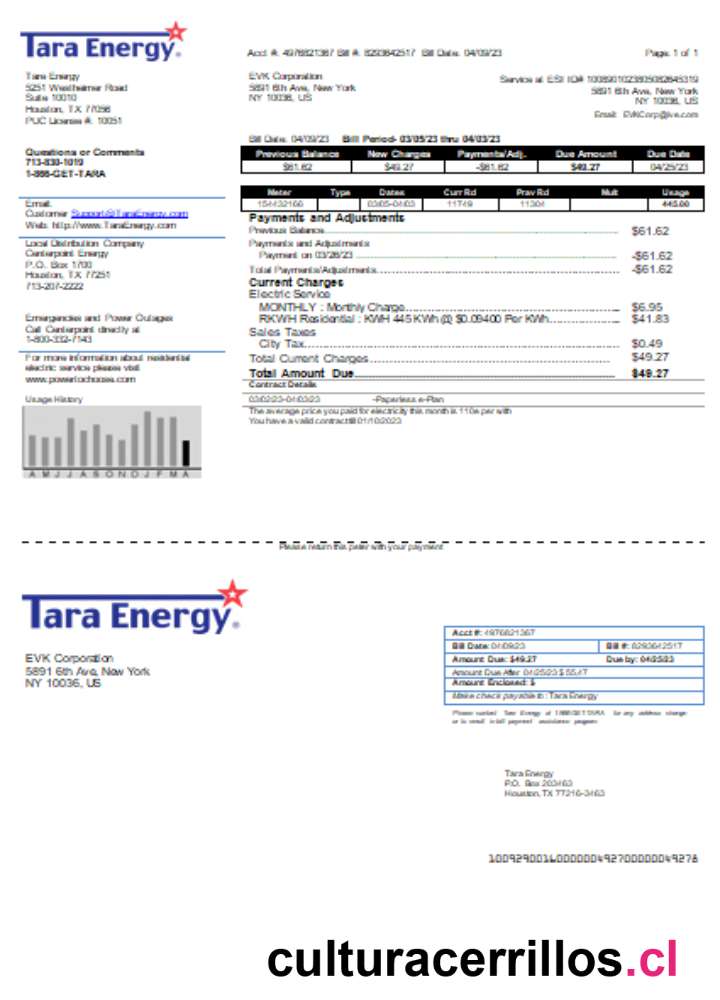 Tara Energy
Acct #: 4976821367 Bill #: 8293642517 Bill Date: 04/09/23
Page: 1 of 1
Tara Energy
5251 Westheimer Road
Suite 10010
Houston, TX 77056
PUC License #: 10051
EVK Corporation
5891 6th Ave, New York
NY 10036, US
Service at ESI ID#
5891 6th Ave, New York
NY 10036, US
Email: EVKCorp@live.com
Questions or Comments
713-830-1019
1-866-GET-TARA
Bill Date: 04/09/23 Bill Period- 03/05/23 thru 04/03/23
Previous Balance New Charges Payments/Adj. Due Amount Due Date
$61.62 $49.27 -$61.62 $49.27 04/25/23
Meter Type Dates Curr Rd Prav Rd Mult Usage
154432166 03/05-04/03 11749 11304 445.00
Email:
Customer Support@TaraEnergy.com
Web: http://www.TaraEnergy.com
Local Distribution Company
Centerpoint Energy
P.O. Box 1700
Houston, TX 77251
713-207-2222
Emergencies and Power Outages
Call Centerpoint directly at
1-800-332-7143
For more information about residential
electric service please visit
www.powertochoose.com
Usage History
A M J J A S O N D J F M A
Payments and Adjustments
Previous Balance $61.62
Payments and Adjustments
Payment on 03/28/23 -$61.62
Total Payments/Adjustments -$61.62
Current Charges
Electric Service
MONTHLY : Monthly Charge $6.95
RKWH Residential : KWH 445 KWh @ $0.09400 Per KWh $41.83
Sales Taxes
City Tax $0.49
Total Current Charges $49.27
Total Amount Due $49.27
Contract Details
03/02/23-04/03/23 -Paperless e-Plan
The average price you paid for electricity this month is 110e per with
You have a valid contract till 01/10/2023
Please return this peter with your payment
Tara Energy
EVK Corporation
5891 6th Ave, New York
NY 10036, US
Acct #: 4976821367
Bill Date: 04/09/23 Bill #: 8293642517
Amount Due: $49.27 Due by: 04/25/23
Amount Due After 04/25/23 $ 55.47
Amount Enclosed: $
Make check payable to: Tara Energy
Please contact Tara Energy at 1-866-GET-TARA for any address change
or to enroll in bill payment assistance program
Tara Energy
P.O. Box 203463
Houston, TX 77216-3463
culturacerrillos.cl